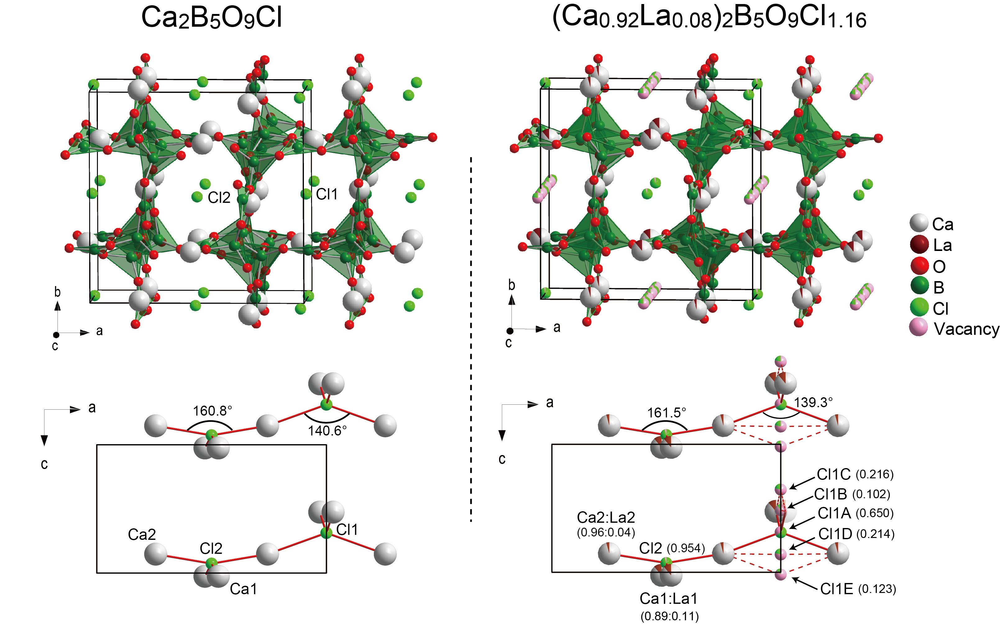 Ca₂B₅O₉Cl
(Ca₀.₉₂La₀.₀₈)₂B₅O₉Cl₁.₁₆
Cl2
Cl1
b
a
c
b
a
c
Ca
La
O
B
Cl
Vacancy
a
c
160.8°
140.6°
Ca2
Cl2
Cl1
Ca1
a
c
161.5°
139.3°
Cl1C (0.216)
Cl1B (0.102)
Cl1A (0.650)
Cl1D (0.214)
Cl1E (0.123)
Ca2:La2
(0.96:0.04)
Cl2 (0.954)
Ca1:La1
(0.89:0.11)